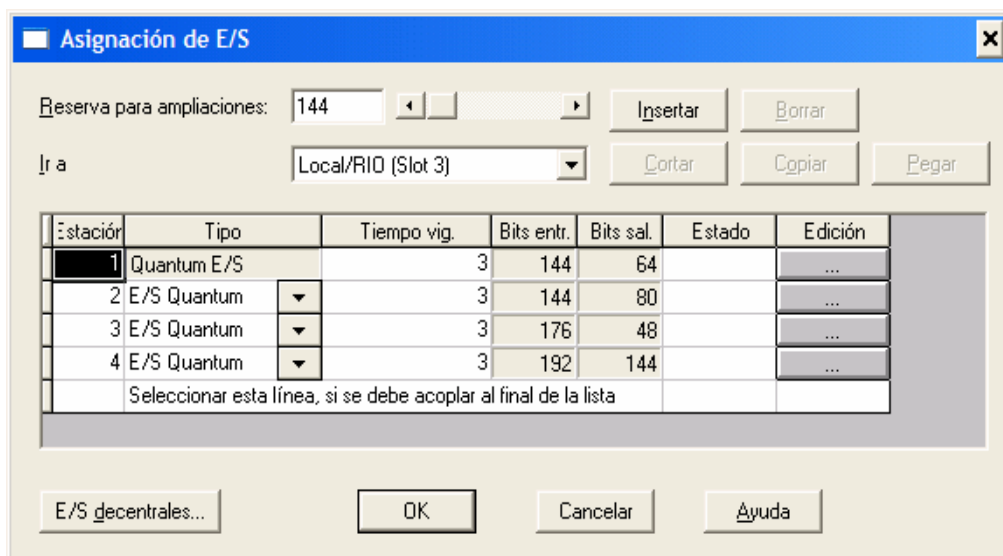 Asignación de E/S
Reserva para ampliaciones: 144 Insertar Borrar
Ir a Local/RIO (Slot 3) Cortar Copiar Pegar
Estación Tipo Tiempo vig. Bits entr. Bits sal. Estado Edición
1 Quantum E/S 3 144 64 ...
2 E/S Quantum 3 144 80 ...
3 E/S Quantum 3 176 48 ...
4 E/S Quantum 3 192 144 ...
Seleccionar esta línea, si se debe acoplar al final de la lista
E/S decentrales... OK Cancelar Ayuda